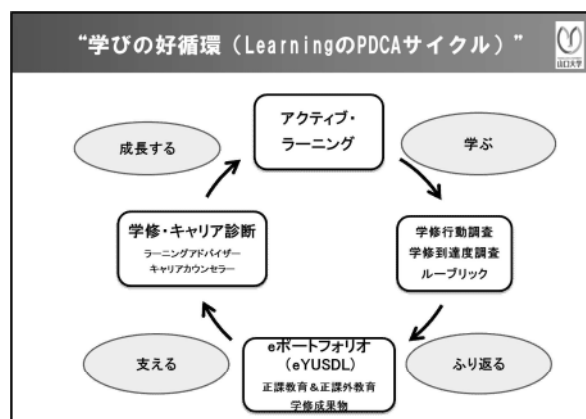 “学びの好循環（LearningのPDCAサイクル）”
山口大学
アクティブ・
ラーニング
成長する
学ぶ
学修・キャリア診断
ラーニングアドバイザー
キャリアカウンセラー
学修行動調査
学修到達度調査
ルーブリック
eポートフォリオ
(eYUSDL)
正課教育＆正課外教育
学修成果物
支える
ふり返る